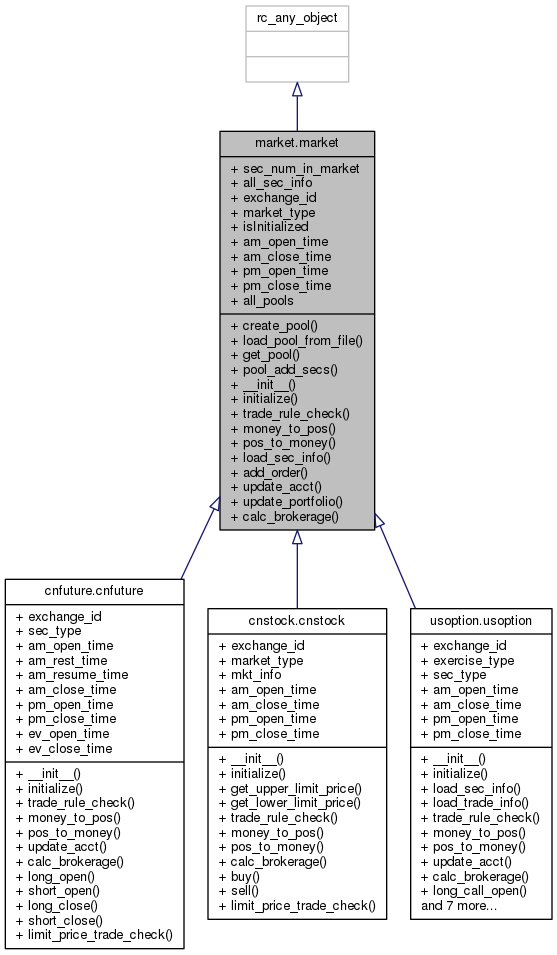 rc_any_object
market.market
+ sec_num_in_market
+ all_sec_info
+ exchange_id
+ market_type
+ isInitialized
+ am_open_time
+ am_close_time
+ pm_open_time
+ pm_close_time
+ all_pools
+ create_pool()
+ load_pool_from_file()
+ get_pool()
+ pool_add_secs()
+ __init__()
+ initialize()
+ trade_rule_check()
+ money_to_pos()
+ pos_to_money()
+ load_sec_info()
+ add_order()
+ update_acct()
+ update_portfolio()
+ calc_brokerage()
cnfuture.cnfuture
+ exchange_id
+ sec_type
+ am_open_time
+ am_rest_time
+ am_resume_time
+ am_close_time
+ pm_open_time
+ pm_close_time
+ ev_open_time
+ ev_close_time
+ __init__()
+ initialize()
+ trade_rule_check()
+ money_to_pos()
+ pos_to_money()
+ update_acct()
+ calc_brokerage()
+ long_open()
+ short_open()
+ long_close()
+ short_close()
+ limit_price_trade_check()
cnstock.cnstock
+ exchange_id
+ market_type
+ mkt_info
+ am_open_time
+ am_close_time
+ pm_open_time
+ pm_close_time
+ __init__()
+ initialize()
+ get_upper_limit_price()
+ get_lower_limit_price()
+ trade_rule_check()
+ money_to_pos()
+ pos_to_money()
+ calc_brokerage()
+ buy()
+ sell()
+ limit_price_trade_check()
usoption.usoption
+ exchange_id
+ exercise_type
+ sec_type
+ am_open_time
+ am_close_time
+ pm_open_time
+ pm_close_time
+ __init__()
+ initialize()
+ load_sec_info()
+ load_trade_info()
+ trade_rule_check()
+ money_to_pos()
+ pos_to_money()
+ update_acct()
+ calc_brokerage()
+ long_call_open()
and 7 more...